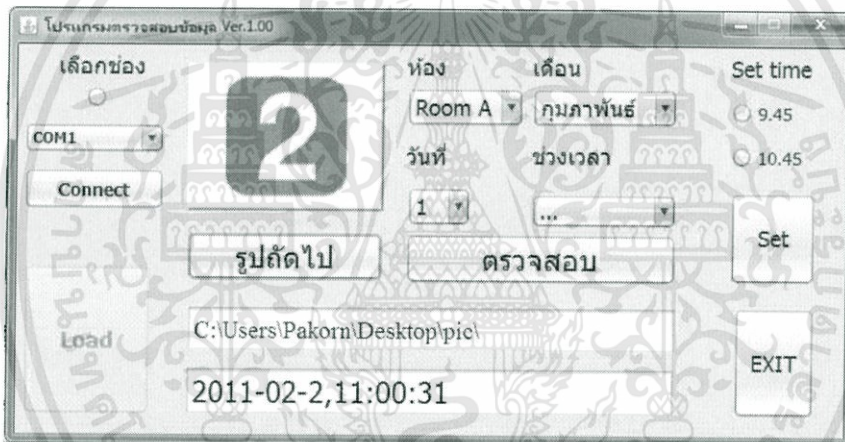 โปรแกรมตรวจสอบข้อมูล Ver.1.00
เลือกช่อง
COM1
Connect
Load
2
รูปถัดไป
ห้อง
เดือน
Room A
กุมภาพันธ์
วันที่
ช่วงเวลา
1
...
ตรวจสอบ
C:\Users\Pakorn\Desktop\pic\
2011-02-2,11:00:31
Set time
9.45
10.45
Set
EXIT